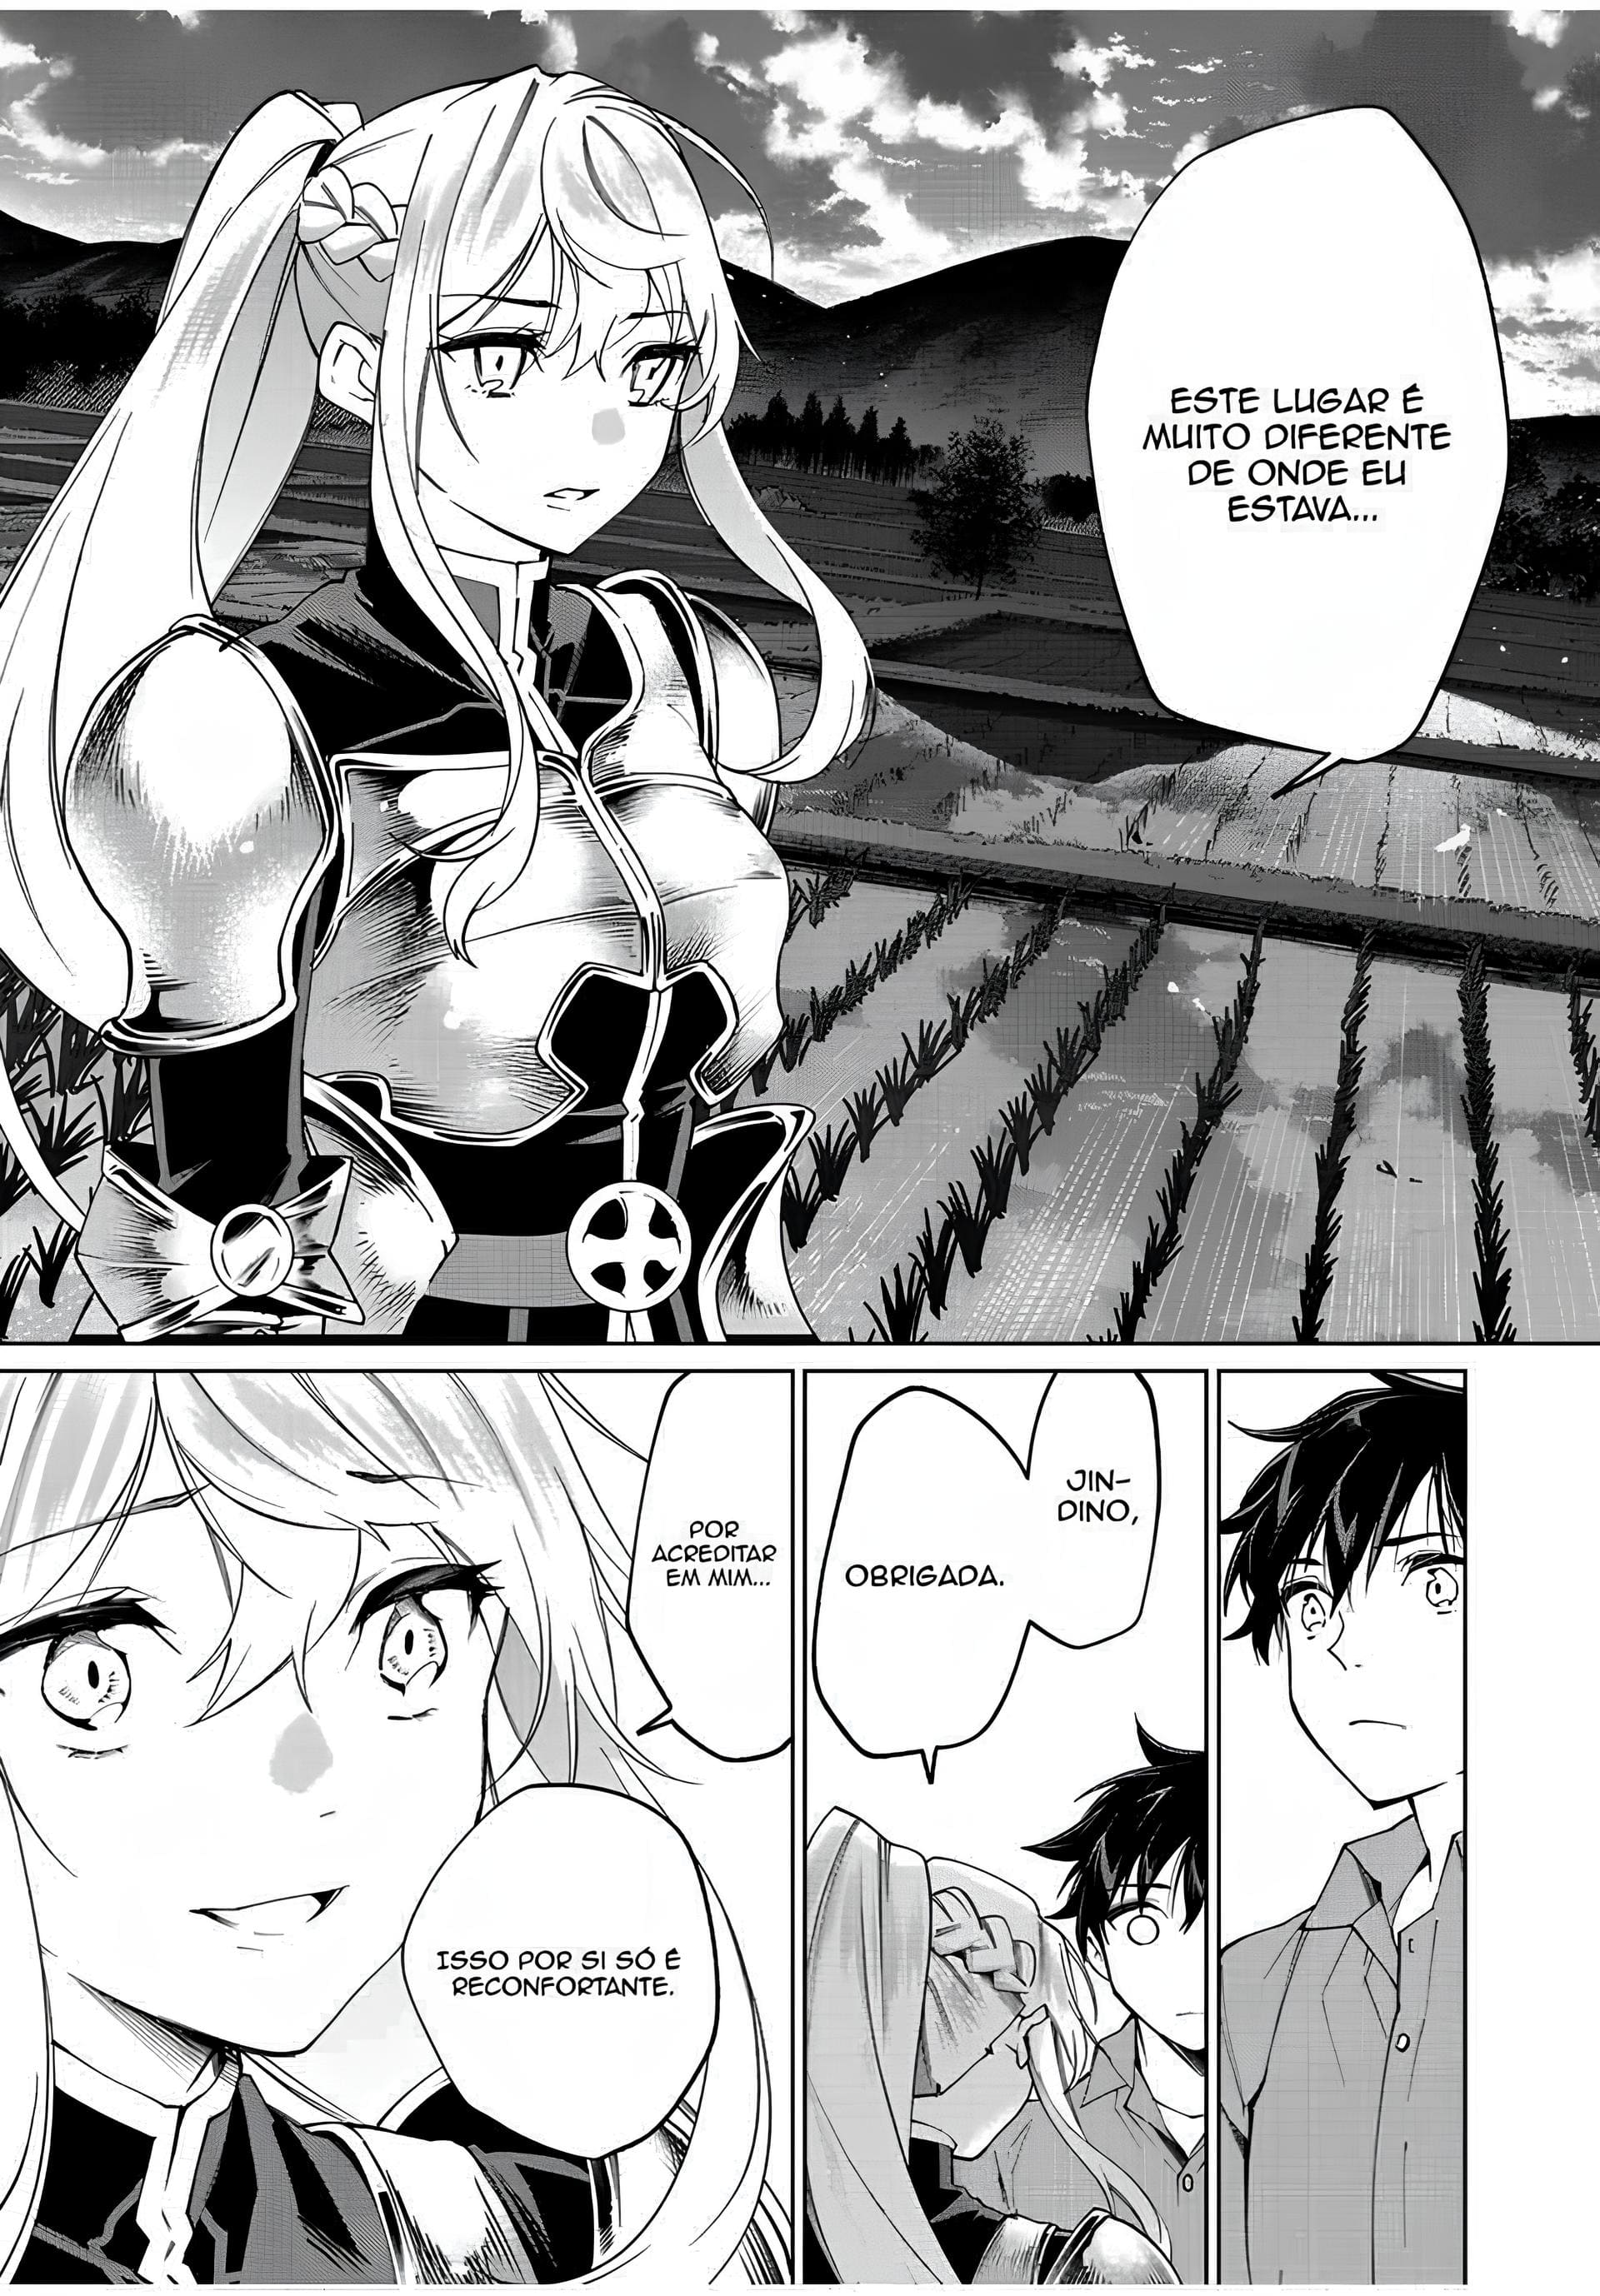 ESTE LUGAR É
MUITO DIFERENTE
DE ONDE EU
ESTAVA...
JIN-
DINO,
OBRIGADA.
POR
ACREDITAR
EM MIM...
ISSO POR SI SÓ É
RECONFORTANTE.